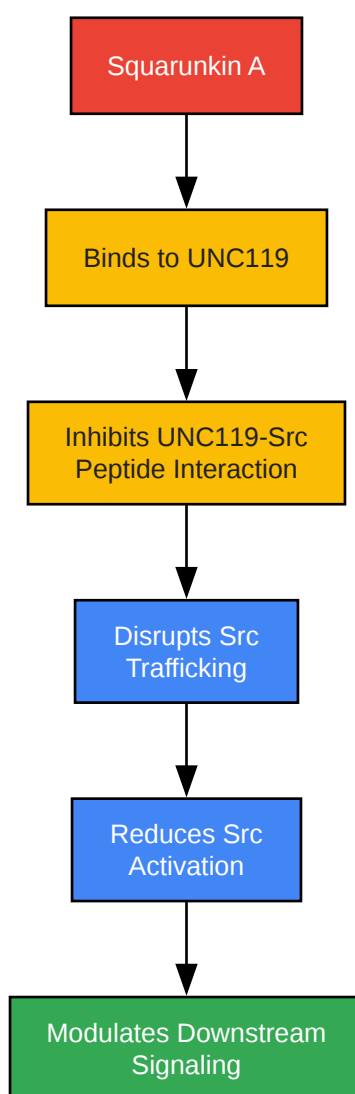 Squarunkin A
Binds to UNC119
Inhibits UNC119-Src
Peptide Interaction
Disrupts Src
Trafficking
Reduces Src
Activation
Modulates Downstream
Signaling